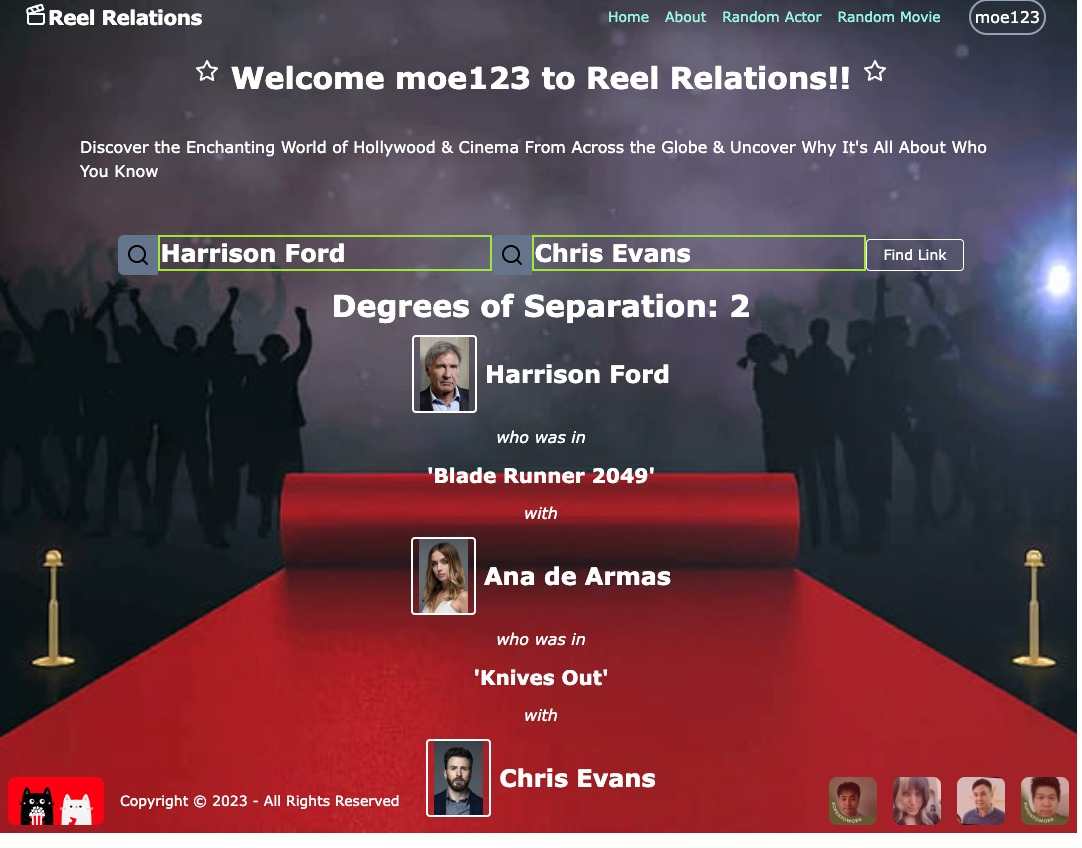 Reel Relations
Home About Random Actor Random Movie moe123
Welcome moe123 to Reel Relations!!
Discover the Enchanting World of Hollywood & Cinema From Across the Globe & Uncover Why It's All About Who
You Know
Harrison Ford Chris Evans Find Link
Degrees of Separation: 2
Harrison Ford
who was in
'Blade Runner 2049'
with
Ana de Armas
who was in
'Knives Out'
with
Chris Evans
Copyright © 2023 - All Rights Reserved